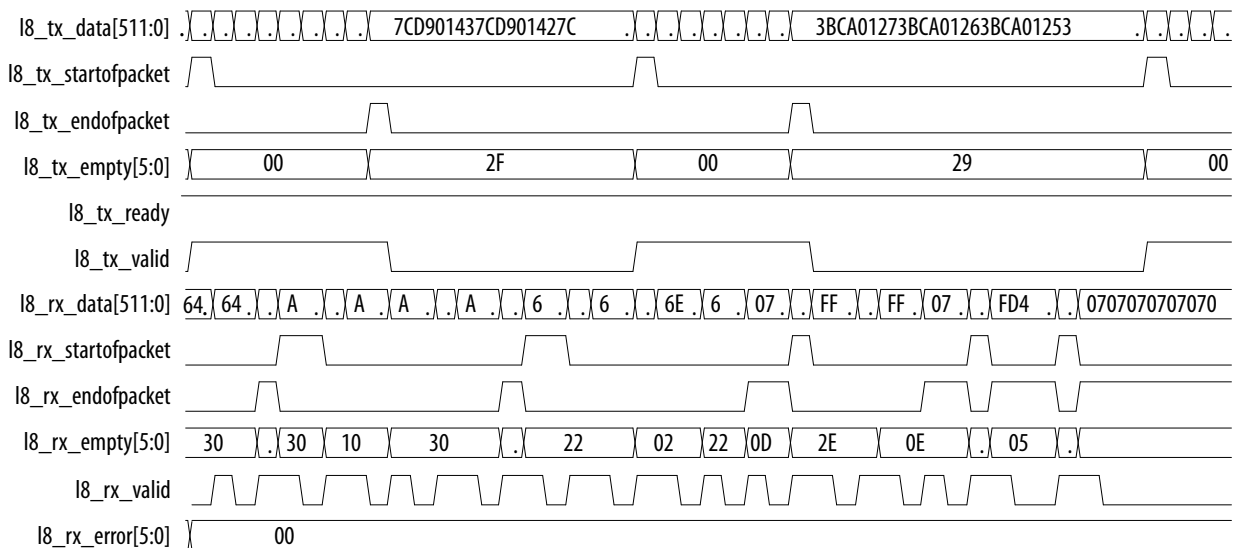 l8_tx_data[511:0] . . . . . . . . . 7CD901437CD901427C . . . . . . . . 3BCA01273BCA01263BCA01253 . . . . .
l8_tx_startofpacket
l8_tx_endofpacket
l8_tx_empty[5:0] 00 2F 00 29 00
l8_tx_ready
l8_tx_valid
l8_rx_data[511:0] 64. 64 . . A . . A . A . . A . . 6 . . 6 . . 6E . 6 . 07. . FF . . FF . 07 . . FD4 . . 0707070707070
l8_rx_startofpacket
l8_rx_endofpacket
l8_rx_empty[5:0] 30 . 30 10 30 . 22 02 22 0D 2E 0E . 05 .
l8_rx_valid
l8_rx_error[5:0] 00